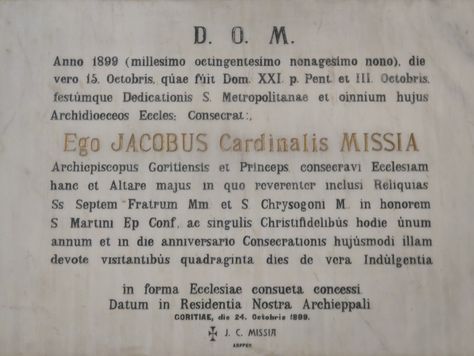 D. O. M.
Anno 1899 (millesimo octingentesimo nonagesimo nono), die
vero 15. Octobris, quae fuit Dom. XXI. p. Pent. et III. Octobris,
festumque Dedicationis S. Metropolitanae et oinnium hujus
Archidioeceos Eccles: Consecrat:,
Ego JACOBUS Cardinalis MISSIA
Archiepiscopus Goritiensis et Princeps, consecravi Ecclesiam
hanc et Altare majus in quo reverenter inclusi Reliquias
Ss Septem Fratrum Mm. et S. Chrysogoni M. in honorem
S Martini Ep Conf., ac singulis Christifidelibus hodie unum
annum et in die anniversario Consecrationis hujusmodi illam
devote visitantibus quadraginta dies de vera Indulgentia
in forma Ecclesiae consueta concessi.
Datum in Residentia Nostra Archieppali
GORITIAE, die 24. Octobris 1899.
✠ J. C. MISSIA
AEPPUS.